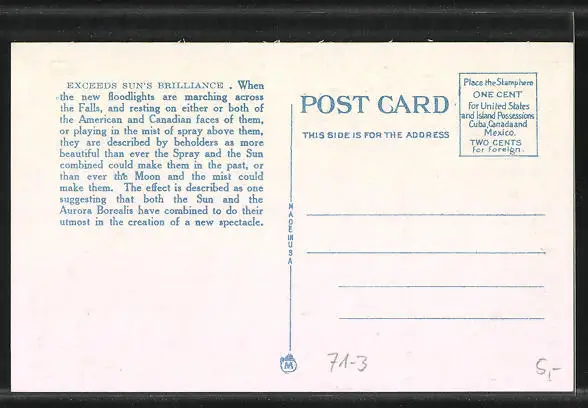 EXCEEDS SUN'S BRILLIANCE . When
the new floodlights are marching across
the Falls, and resting on either or both of
the American and Canadian faces of them,
or playing in the mist of spray above them,
they are described by beholders as more
beautiful than ever the Spray and the Sun
combined could make them in the past, or
than ever the Moon and the mist could
make them. The effect is described as one
suggesting that both the Sun and the
Aurora Borealis have combined to do their
utmost in the creation of a new spectacle.
MADE IN USA
M
POST CARD
THIS SIDE IS FOR THE ADDRESS
Place the Stamp here
ONE CENT
for United States
and Island Possessions
Cuba, Canada and
Mexico.
TWO CENTS
for foreign.
71-3
5,-